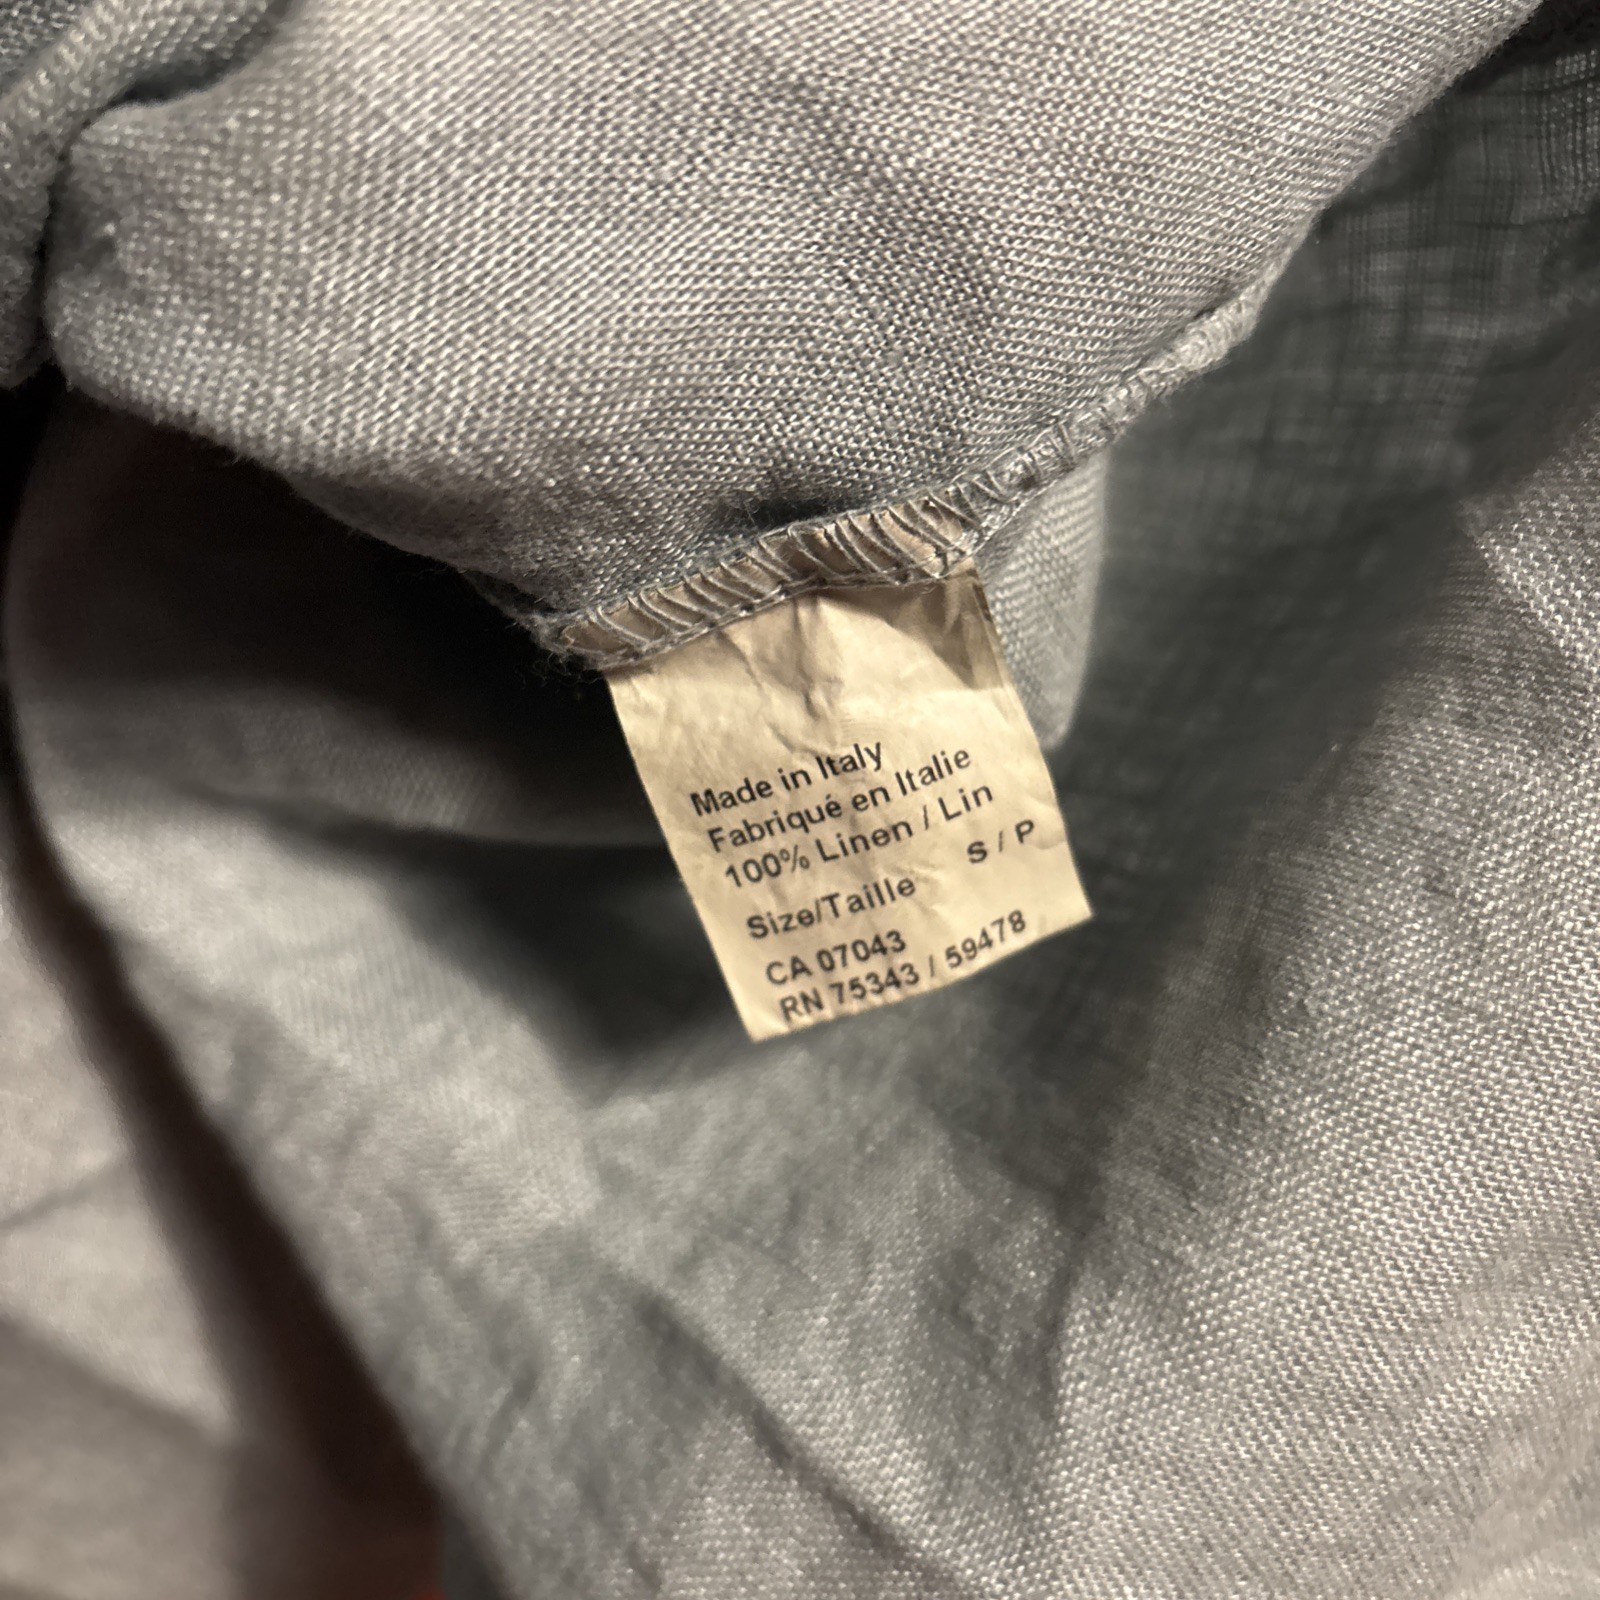 Made in Italy
Fabriqué en Italie
100% Linen / Lin
Size/Taille S / P
CA 07043
RN 75343 / 59478